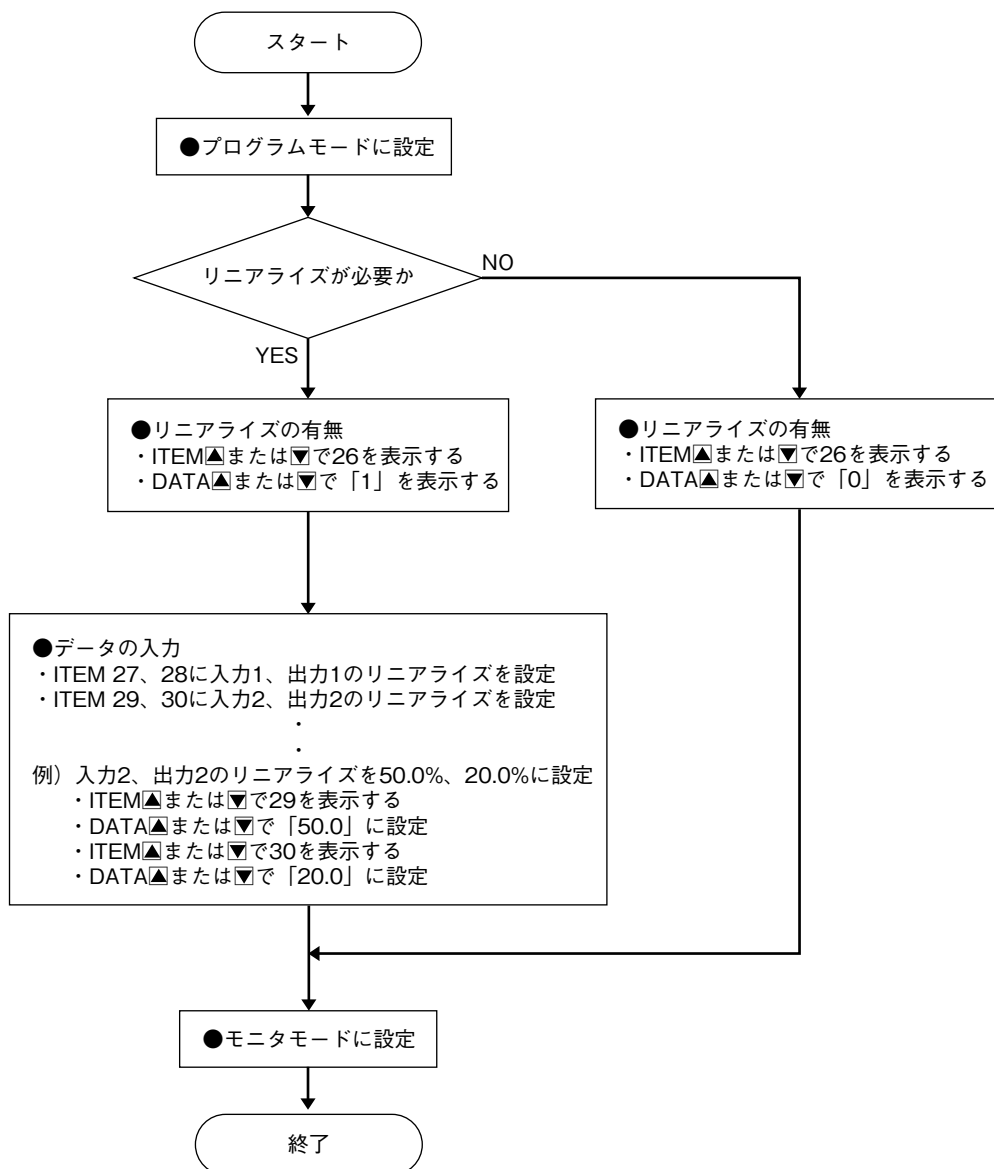 スタート
●プログラムモードに設定
リニアライズが必要か
NO
YES
●リニアライズの有無
・ITEM▲または▼で26を表示する
・DATA▲または▼で「1」を表示する
●リニアライズの有無
・ITEM▲または▼で26を表示する
・DATA▲または▼で「0」を表示する
●データの入力
・ITEM 27、28に入力1、出力1のリニアライズを設定
・ITEM 29、30に入力2、出力2のリニアライズを設定
・
・
例）入力2、出力2のリニアライズを50.0%、20.0%に設定
・ITEM▲または▼で29を表示する
・DATA▲または▼で「50.0」に設定
・ITEM▲または▼で30を表示する
・DATA▲または▼で「20.0」に設定
●モニタモードに設定
終了